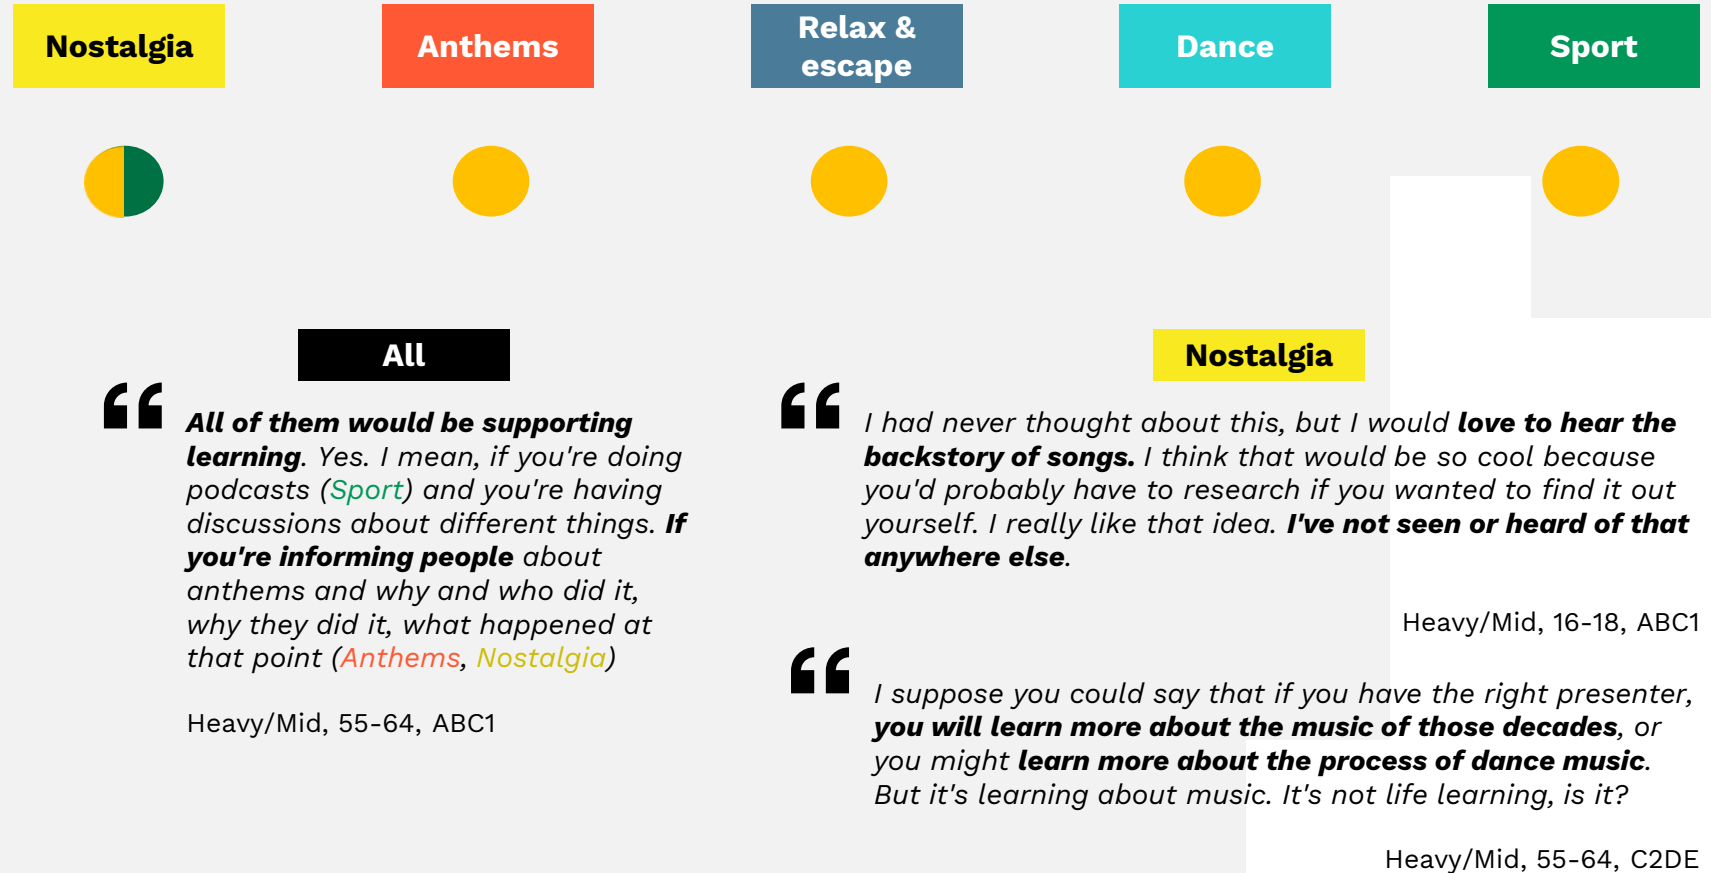 Nostalgia
Anthems
Relax &
escape
Dance
Sport
All
“
All of them would be supporting
learning. Yes. I mean, if you're doing
podcasts (Sport) and you're having
discussions about different things. If
you're informing people about
anthems and why and who did it,
why they did it, what happened at
that point (Anthems, Nostalgia)
Heavy/Mid, 55-64, ABC1
Nostalgia
“
I had never thought about this, but I would love to hear the
backstory of songs. I think that would be so cool because
you'd probably have to research if you wanted to find it out
yourself. I really like that idea. I've not seen or heard of that
anywhere else.
Heavy/Mid, 16-18, ABC1
“
I suppose you could say that if you have the right presenter,
you will learn more about the music of those decades, or
you might learn more about the process of dance music.
But it's learning about music. It's not life learning, is it?
Heavy/Mid, 55-64, C2DE